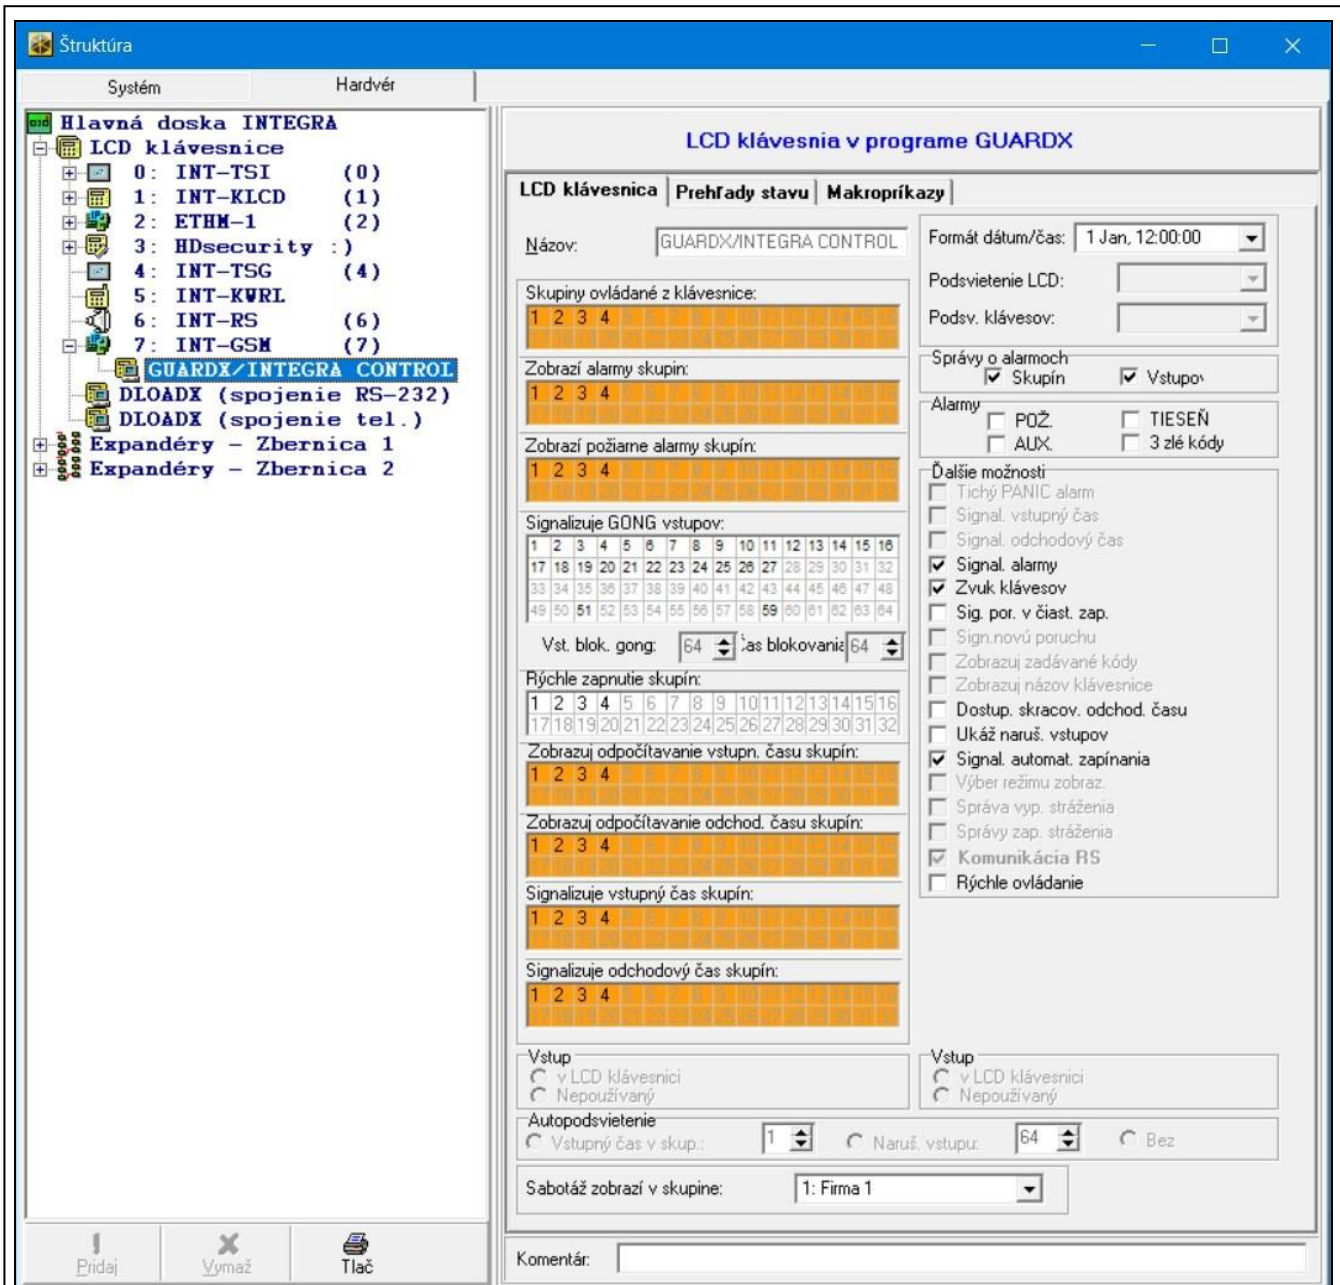 Štruktúra
Systém
Hardvér
Hlavná doska INTEGRA
LCD klávesnice
0: INT-TSI (0)
1: INT-KLCD (1)
2: ETHM-1 (2)
3: HDsecurity :)
4: INT-TSG (4)
5: INT-KWRL
6: INT-RS (6)
7: INT-GSM (7)
GUARDX/INTEGRA CONTROL
DLOADX (spojenie RS-232)
DLOADX (spojenie tel.)
Expandéry - Zbernica 1
Expandéry - Zbernica 2
Pridaj
Vymaž
Tlač
LCD klávesnia v programe GUARDX
LCD klávesnica
Prehľady stavu
Makropríkazy
Názov: GUARDX/INTEGRA CONTROL
Skupiny ovládané z klávesnice:
1 2 3 4
Zobrazí alarmy skupin:
1 2 3 4
Zobrazí požiarne alarmy skupín:
1 2 3 4
Signalizuje GONG vstupov:
1 2 3 4 5 6 7 8 9 10 11 12 13 14 15 16
17 18 19 20 21 22 23 24 25 26 27 28 29 30 31 32
33 34 35 36 37 38 39 40 41 42 43 44 45 46 47 48
49 50 51 52 53 54 55 56 57 58 59 60 61 62 63 64
Vst. blok. gong: 64 čas blokovania 64
Rýchle zapnutie skupín:
1 2 3 4 5 6 7 8 9 10 11 12 13 14 15 16
17 18 19 20 21 22 23 24 25 26 27 28 29 30 31 32
Zobrazuj odpočítavanie vstupn. času skupín:
1 2 3 4
Zobrazuj odpočítavanie odchod. času skupín:
1 2 3 4
Signalizuje vstupný čas skupín:
1 2 3 4
Signalizuje odchodový čas skupín:
1 2 3 4
Formát dátum/čas: 1 Jan, 12:00:00
Podsvietenie LCD:
Podsv. klávesov:
Správy o alarmoch
Skupín
Vstupov
Alarmy
POŽ.
TIESEŇ
AUX.
3 zlé kódy
Ďalšie možnosti
Tichý PANIC alarm
Signal. vstupný čas
Signal. odchodový čas
Signal. alarmy
Zvuk klávesov
Sig. por. v čiast. zap.
Sign.novú poruchu
Zobrazuj zadávané kódy
Zobrazuj názov klávesnice
Dostup. skracov. odchod. času
Ukáž naruš. vstupov
Signal. automat. zapínania
Výber režimu zobraz.
Správa vyp. stráženia
Správy zap. stráženia
Komunikácia RS
Rýchle ovládanie
Vstup
v LCD klávesnici
Nepoužívaný
Vstup
v LCD klávesnici
Nepoužívaný
Autopodsvietenie
Vstupný čas v skup.: 1
Naruš. vstupu: 64
Bez
Sabotáž zobrazí v skupine: 1: Firma 1
Komentár: